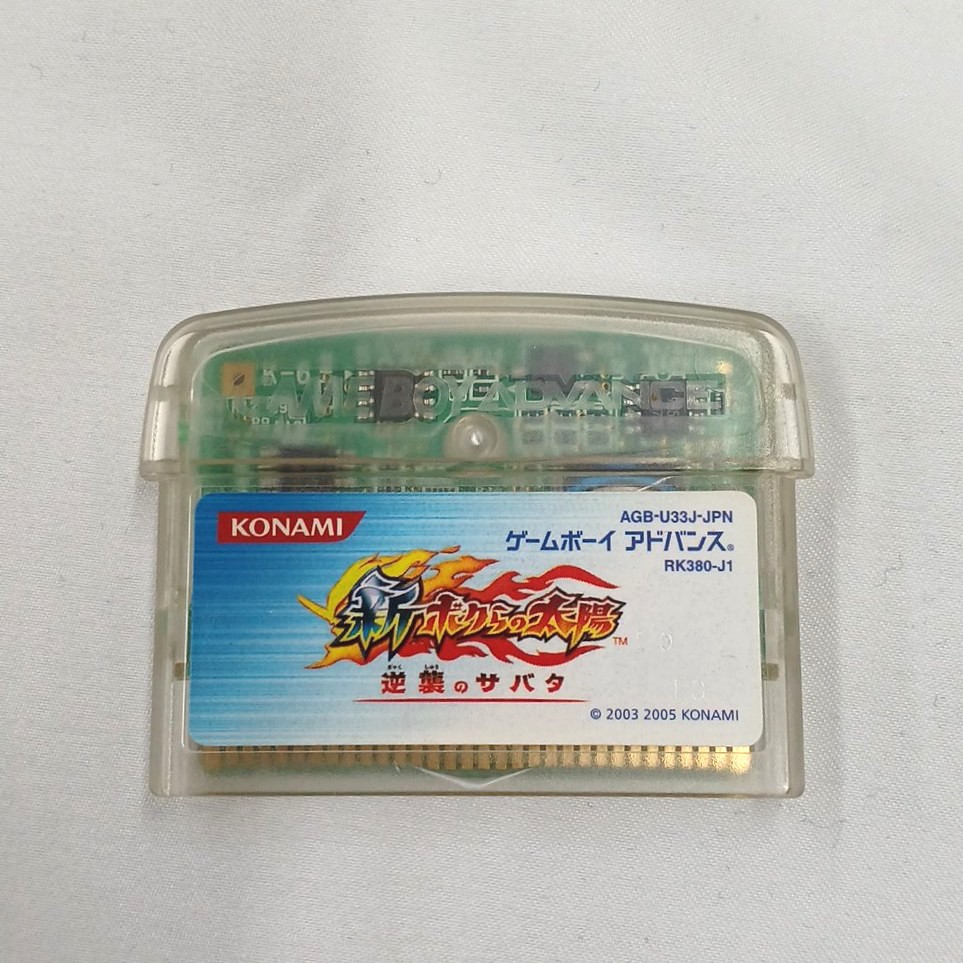 GAME BOY ADVANCE
KONAMI
AGB-U33J-JPN
ゲームボーイ アドバンス®
RK380-J1
新ボクらの太陽™
ぎゃく しゅう
逆襲のサバタ
© 2003 2005 KONAMI